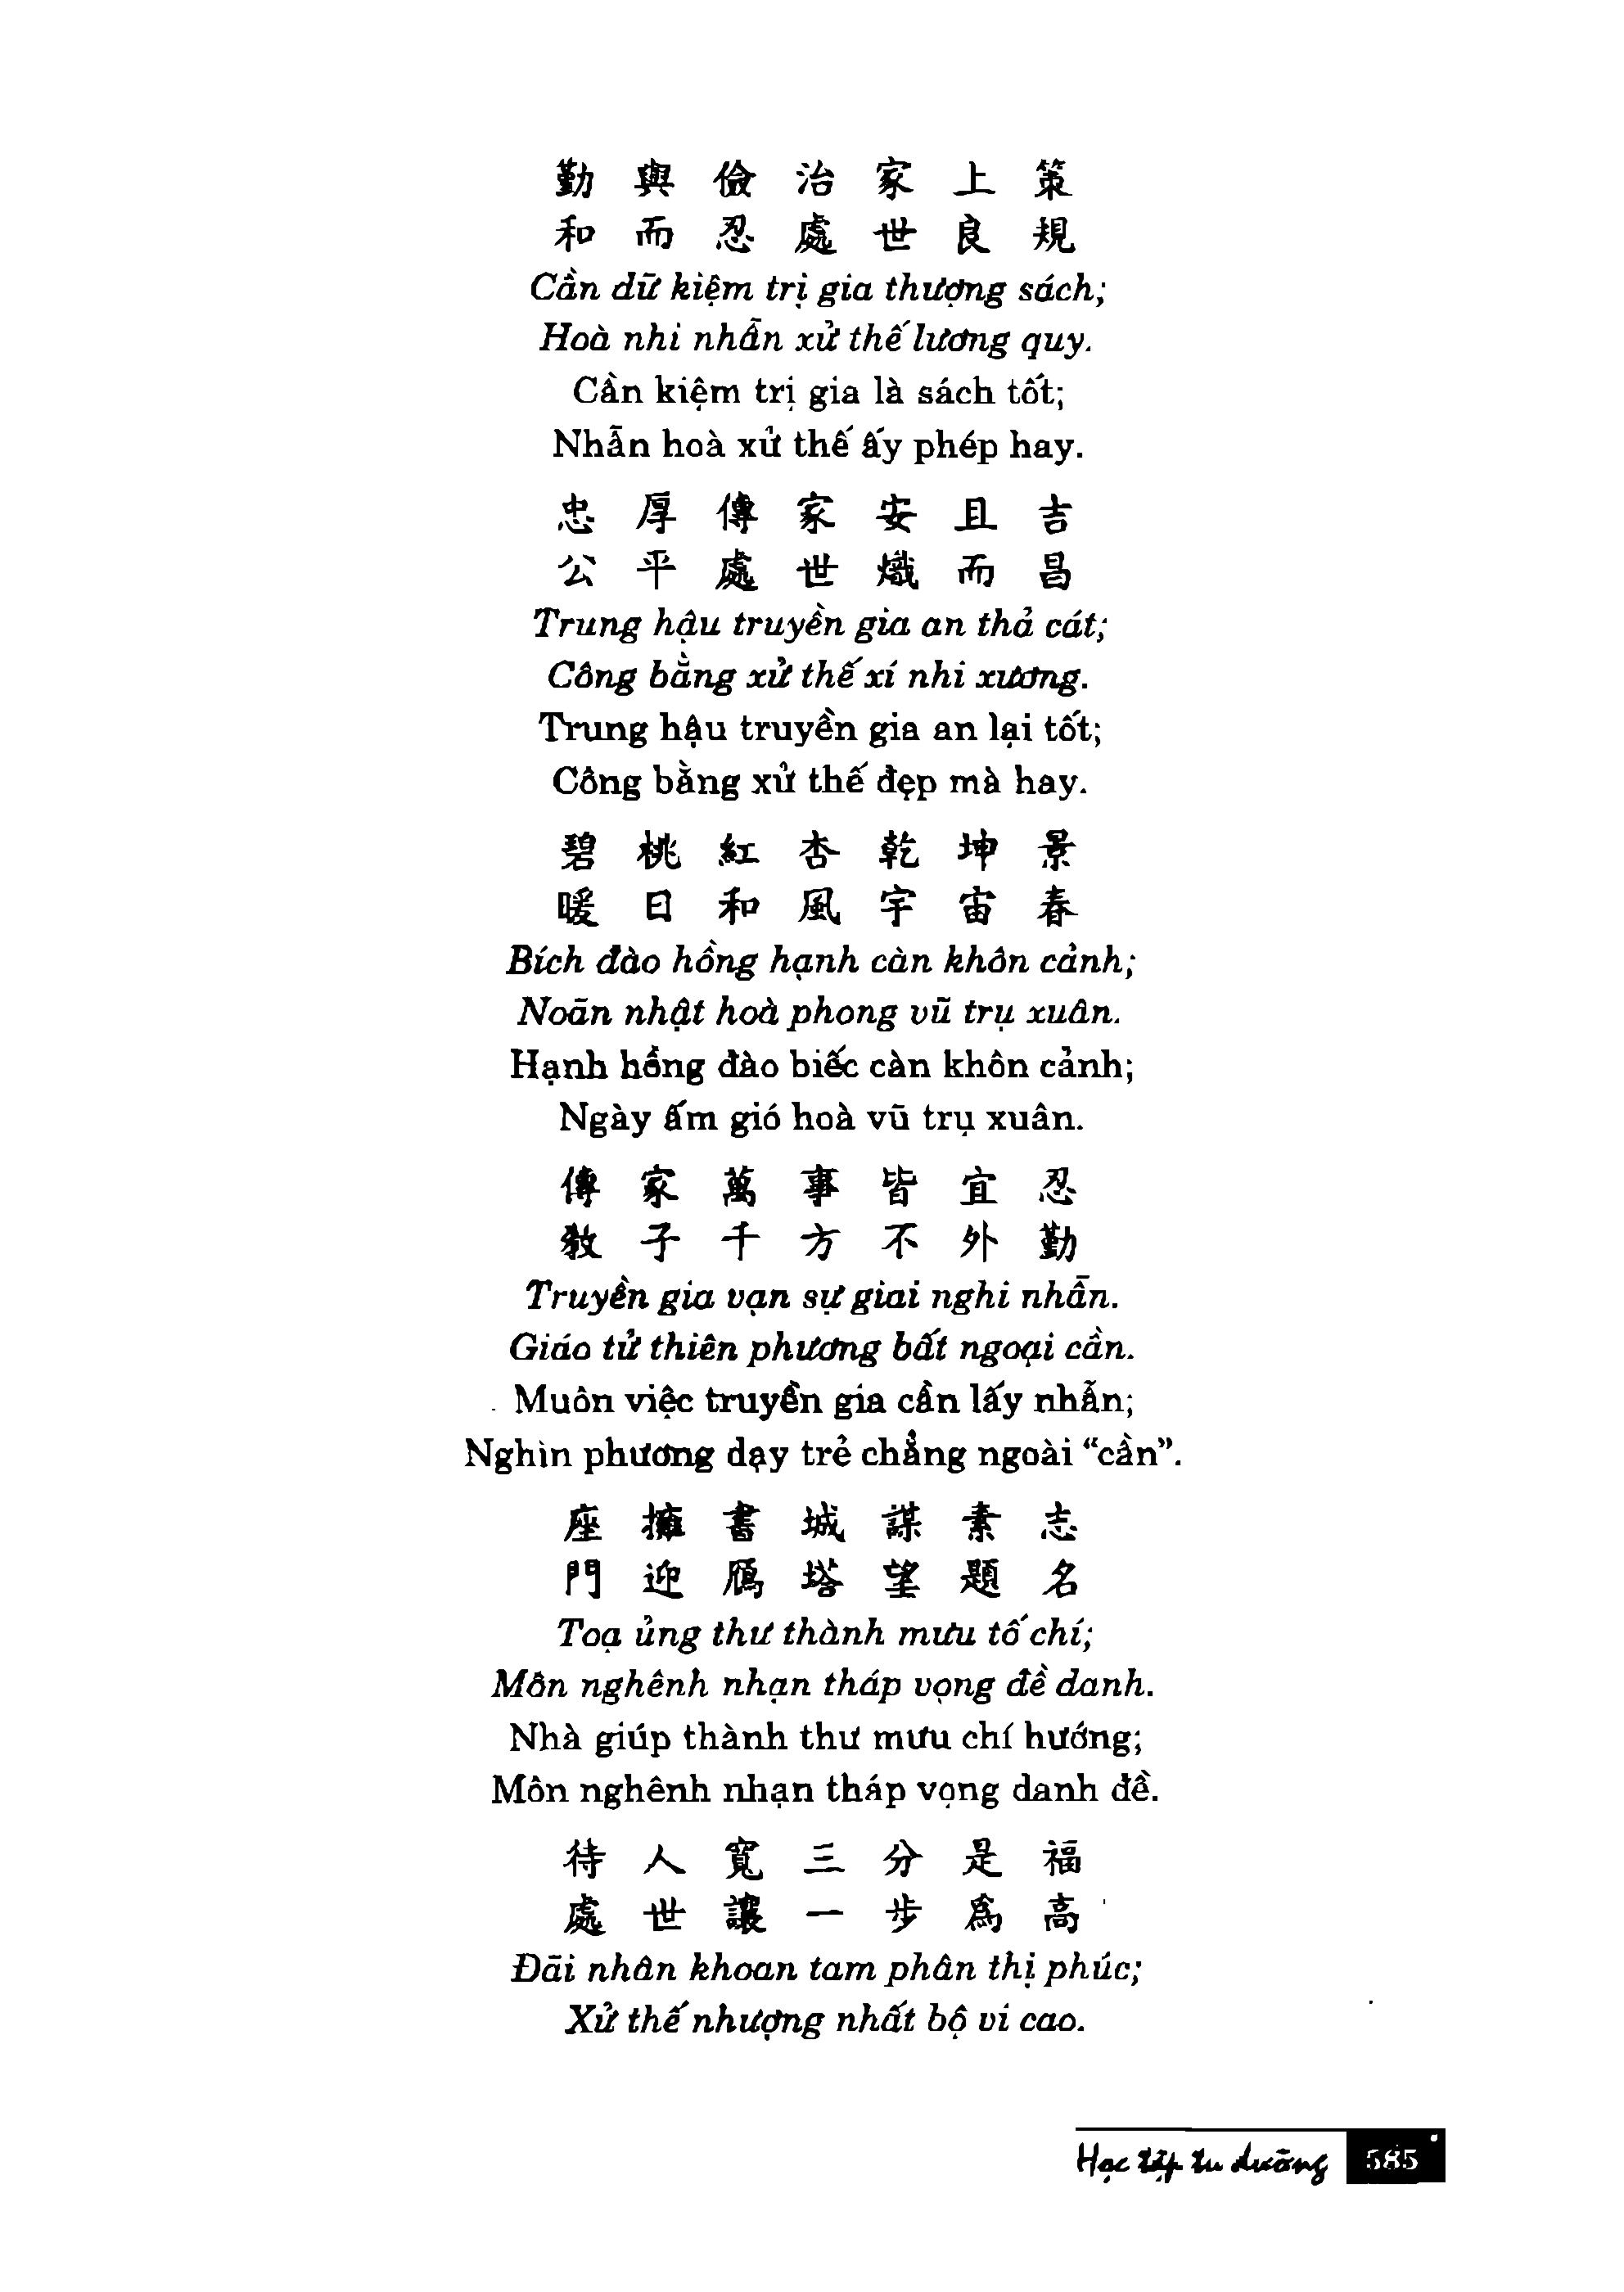 勤與儉治家上策
和而忍處世良規
Cần dữ kiệm trị gia thượng sách;
Hoà nhi nhẫn xử thế lương quy.
Cần kiệm trị gia là sách tốt;
Nhẫn hoà xử thế ấy phép hay.
忠厚傳家安且吉
公平處世熾而昌
Trung hậu truyền gia an thả cát;
Công bằng xử thế xí nhi xương.
Trung hậu truyền gia an lại tốt;
Công bằng xử thế đẹp mà hay.
碧桃紅杏乾坤景
暖日和風宇宙春
Bích đào hồng hạnh càn khôn cảnh;
Noãn nhật hoà phong vũ trụ xuân.
Hạnh hồng đào biếc càn khôn cảnh;
Ngày ấm gió hoà vũ trụ xuân.
傳家萬事皆宜忍
教子千方不外勤
Truyền gia vạn sự giai nghi nhẫn.
Giáo tử thiên phương bất ngoại cần.
Muôn việc truyền gia cần lấy nhẫn;
Nghìn phương dạy trẻ chẳng ngoài “cần”.
座擁書城謀素志
門迎鴈塔望題名
Toạ ủng thư thành mưu tố chí;
Môn nghênh nhạn tháp vọng đề danh.
Nhà giúp thành thư mưu chí hướng;
Môn nghênh nhạn tháp vọng danh đề.
待人寬三分是福
處世讓一步為高
Đãi nhân khoan tam phân thị phúc;
Xử thế nhượng nhất bộ vi cao.
Học tập tu dưỡng 585